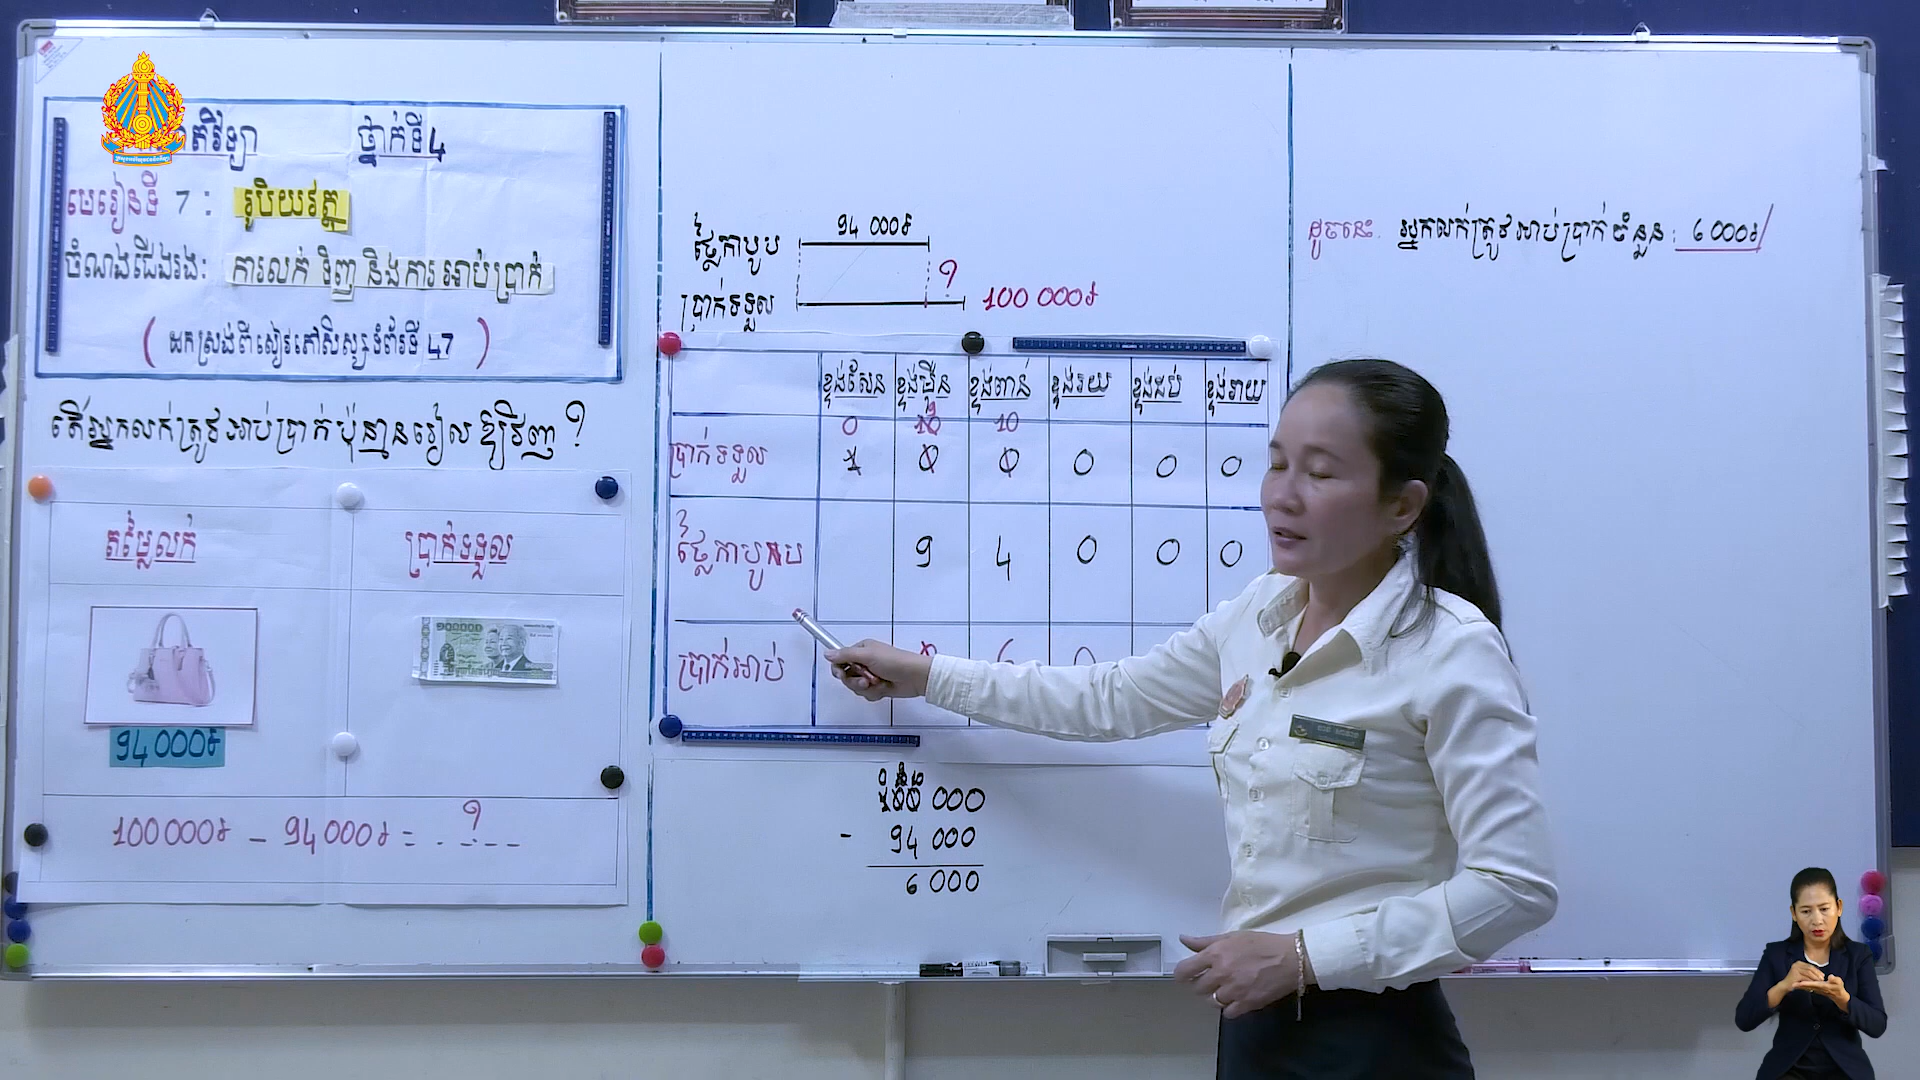 ថ្នាក់ទី4
មេរៀនទី 7 : រូបិយវត្ថុ
ចំណងជើងរង: ការលក់ ទិញ និងការអាប់ប្រាក់
( ដកស្រង់ពីសៀវភៅសិស្សទំព័រទី 47 )
តើអ្នកលក់ត្រូវអាប់ប្រាក់ប៉ុន្មានរៀលឱ្យវិញ ?
តម្លៃលក់ ប្រាក់ទទួល
94 000៛
100 000៛ - 94 000៛ = . ? - - -
ថ្លៃកាបូប 94 000៛
ប្រាក់ទទួល ? 100 000៛
ខ្ទង់សែន ខ្ទង់ម៉ឺន ខ្ទង់ពាន់ ខ្ទង់រយ ខ្ទង់ដប់ ខ្ទង់រាយ
0 10 9 10
ប្រាក់ទទួល 1 0 0 0 0 0
ថ្លៃកាបូប 9 4 0 0 0
ប្រាក់អាប់ 0 6 0
100 000
- 94 000
6 000
ដូចនេះ អ្នកលក់ត្រូវអាប់ប្រាក់ចំនួន : 6 000៛